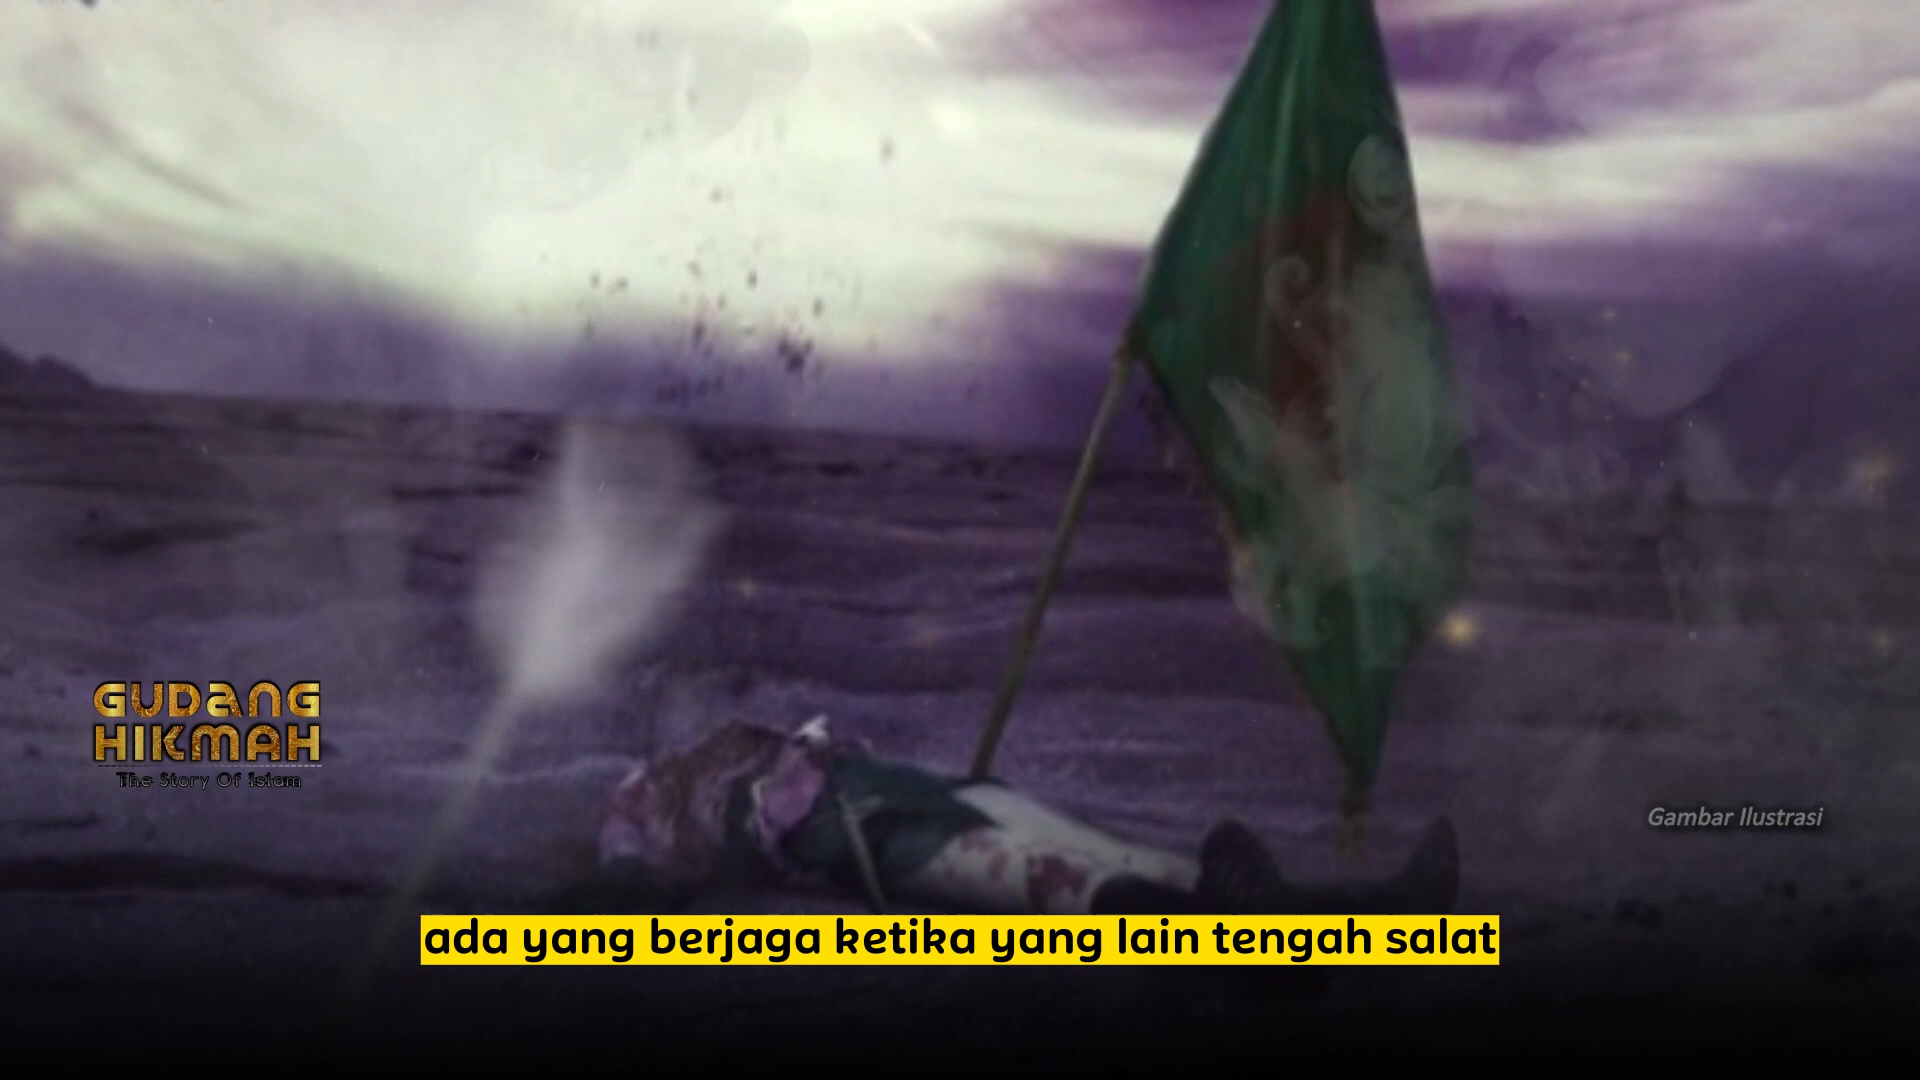 GUDANG
HIKMAH
The Story Of Islam
Gambar Ilustrasi
ada yang berjaga ketika yang lain tengah salat